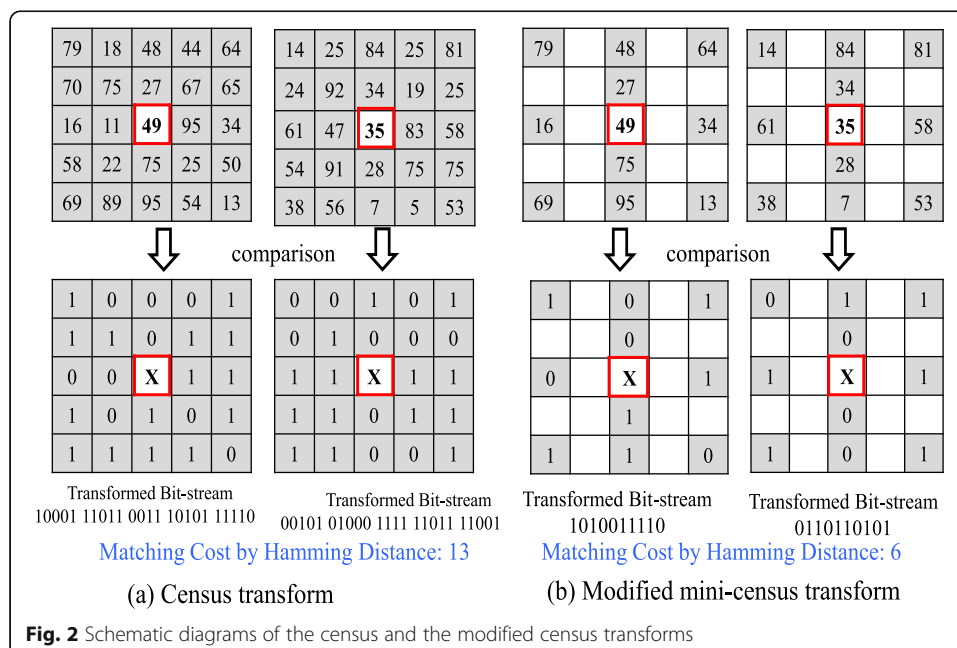 79 18 48 44 64 14 25 84 25 81 79 48 64 14 84 81
70 75 27 67 65 24 92 34 19 25 27 34
16 11 49 95 34 61 47 35 83 58 16 49 34 61 35 58
58 22 75 25 50 54 91 28 75 75 75 28
69 89 95 54 13 38 56 7 5 53 69 95 13 38 7 53
comparison comparison
1 0 0 0 1 0 0 1 0 1 1 0 1 0 1 1
1 1 0 1 1 0 1 0 0 0 0 0
0 0 X 1 1 1 1 X 1 1 0 X 1 1 X 1
1 0 1 0 1 1 1 0 1 1 1 0
1 1 1 1 0 1 1 0 0 1 1 1 0 1 0 1
Transformed Bit-stream Transformed Bit-stream Transformed Bit-stream Transformed Bit-stream
10001 11011 0011 10101 11110 00101 01000 1111 11011 11001 1010011110 0110110101
Matching Cost by Hamming Distance: 13 Matching Cost by Hamming Distance: 6
(a) Census transform (b) Modified mini-census transform
Fig. 2 Schematic diagrams of the census and the modified census transforms